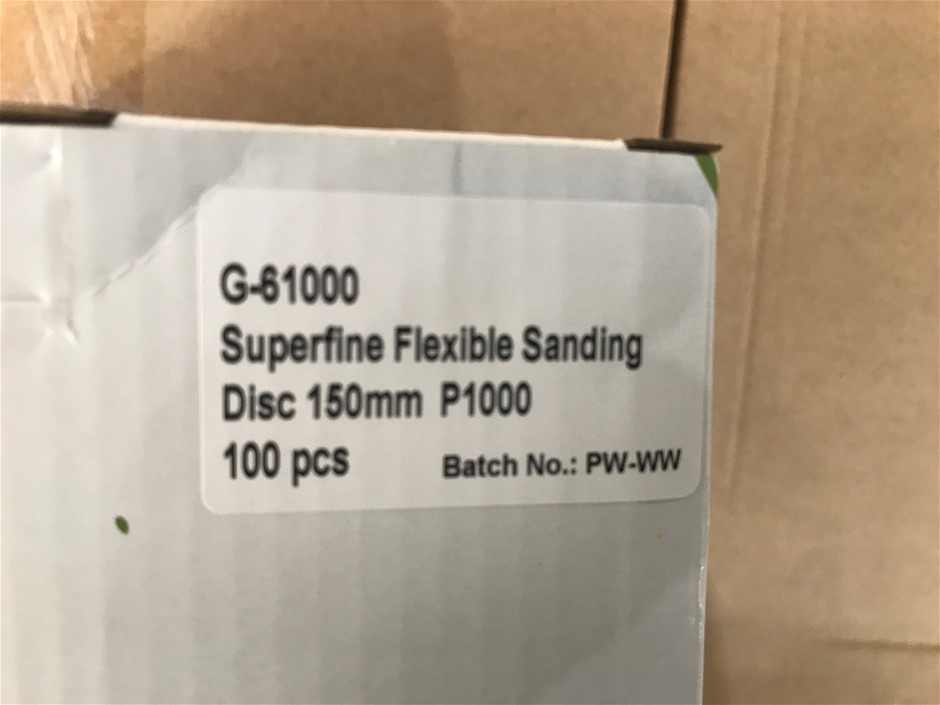 G-61000
Superfine Flexible Sanding
Disc 150mm P1000
100 pcs Batch No.: PW-WW